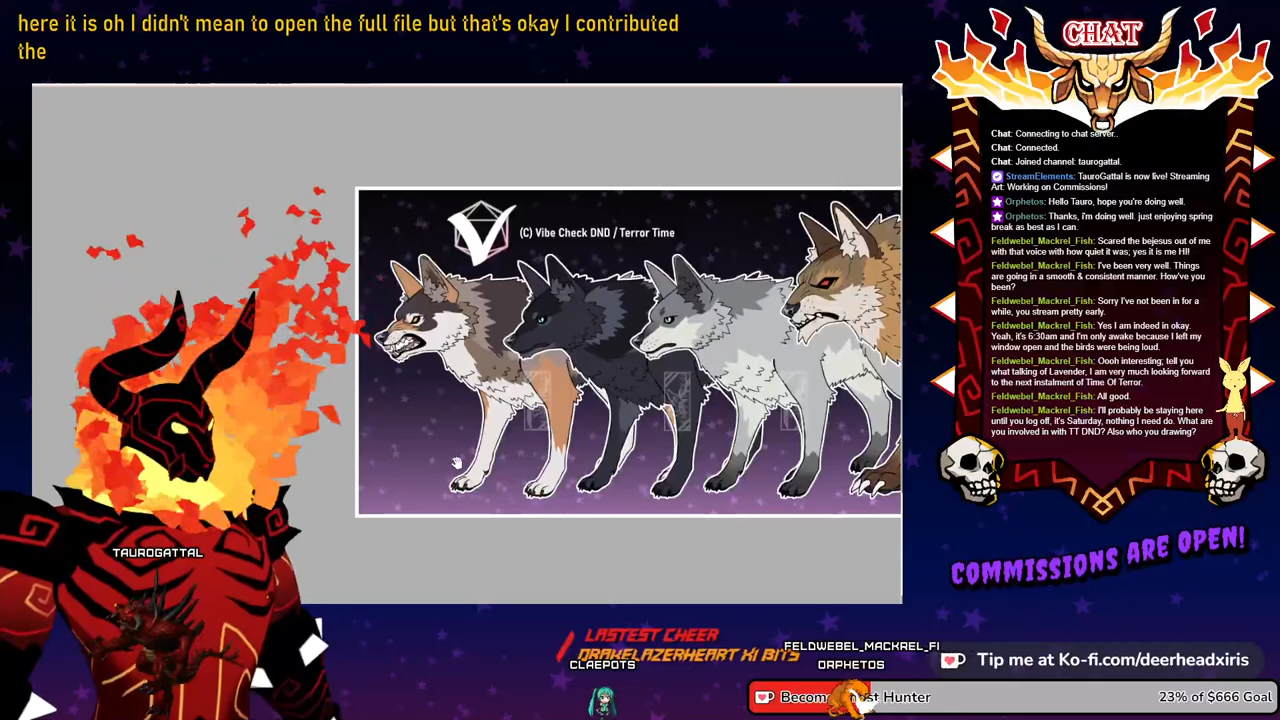 here it is oh I didn't mean to open the full file but that's okay I contributed
the
CHAT
(C) Vibe Check DND / Terror Time
Chat: Connecting to chat server..
Chat: Connected.
Chat: Joined channel: taurogattal.
StreamElements: TauroGattal is now live! Streaming
Art: Working on Commissions!
Orphetos: Hello Tauro, hope you're doing well.
Orphetos: Thanks, i'm doing well. just enjoying spring
break as best as I can.
Feldwebel_Mackrel_Fish: Scared the bejesus out of me
with that voice with how quiet it was; yes it is me HI!
Feldwebel_Mackrel_Fish: I've been very well. Things
are going in a smooth & consistent manner. How've you
been?
Feldwebel_Mackrel_Fish: Sorry I've not been in for a
while, you stream pretty early.
Feldwebel_Mackrel_Fish: Yes I am indeed in okay.
Yeah, it's 6:30am and I'm only awake because I left my
window open and the birds were being loud.
Feldwebel_Mackrel_Fish: Oooh interesting; tell you
what talking of Lavender, I am very much looking forward
to the next instalment of Time Of Terror.
Feldwebel_Mackrel_Fish: All good.
Feldwebel_Mackrel_Fish: I'll probably be staying here
until you log off, it's Saturday, nothing I need do. What are
you involved in with TT DND? Also who you drawing?
COMMISSIONS ARE OPEN!
TAUROGATTAL
LASTEST CHEER
DRAKELAZERHEART X1 BITS
CLAEPOTS
FELDWEBEL_MACKREL_FI
ORPHETOS
Tip me at Ko-fi.com/deerheadxiris
Hunter
23% of $666 Goal